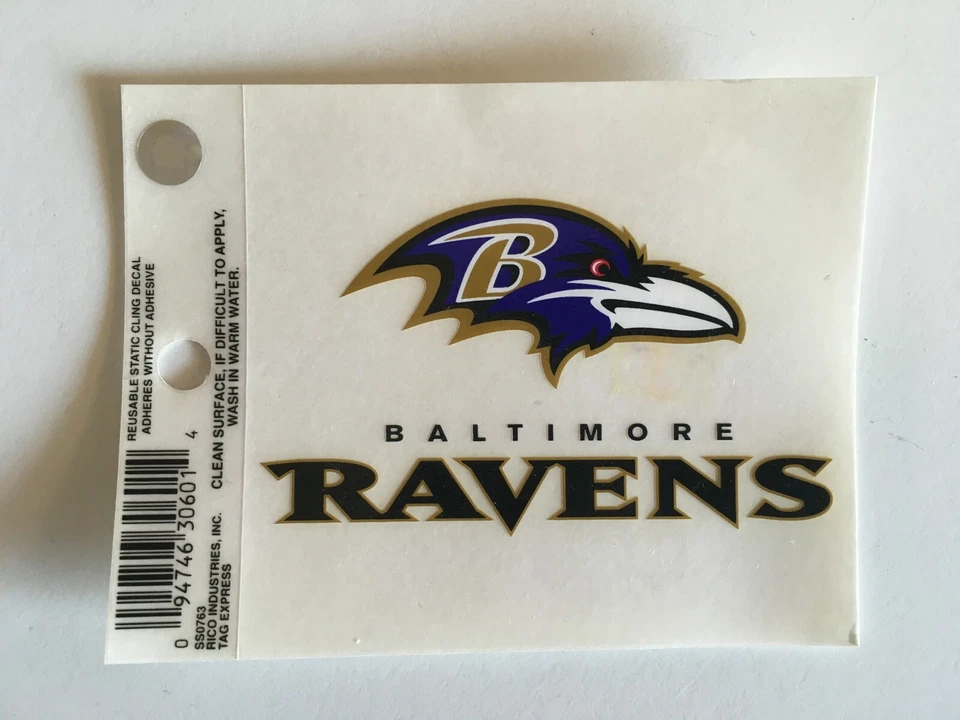 B
BALTIMORE
RAVENS
REUSABLE STATIC CLING DECAL
ADHERES WITHOUT ADHESIVE
CLEAN SURFACE, IF DIFFICULT TO APPLY,
WASH IN WARM WATER.
0 94746 30601 4
SS0763
RICO INDUSTRIES, INC.
TAG EXPRESS